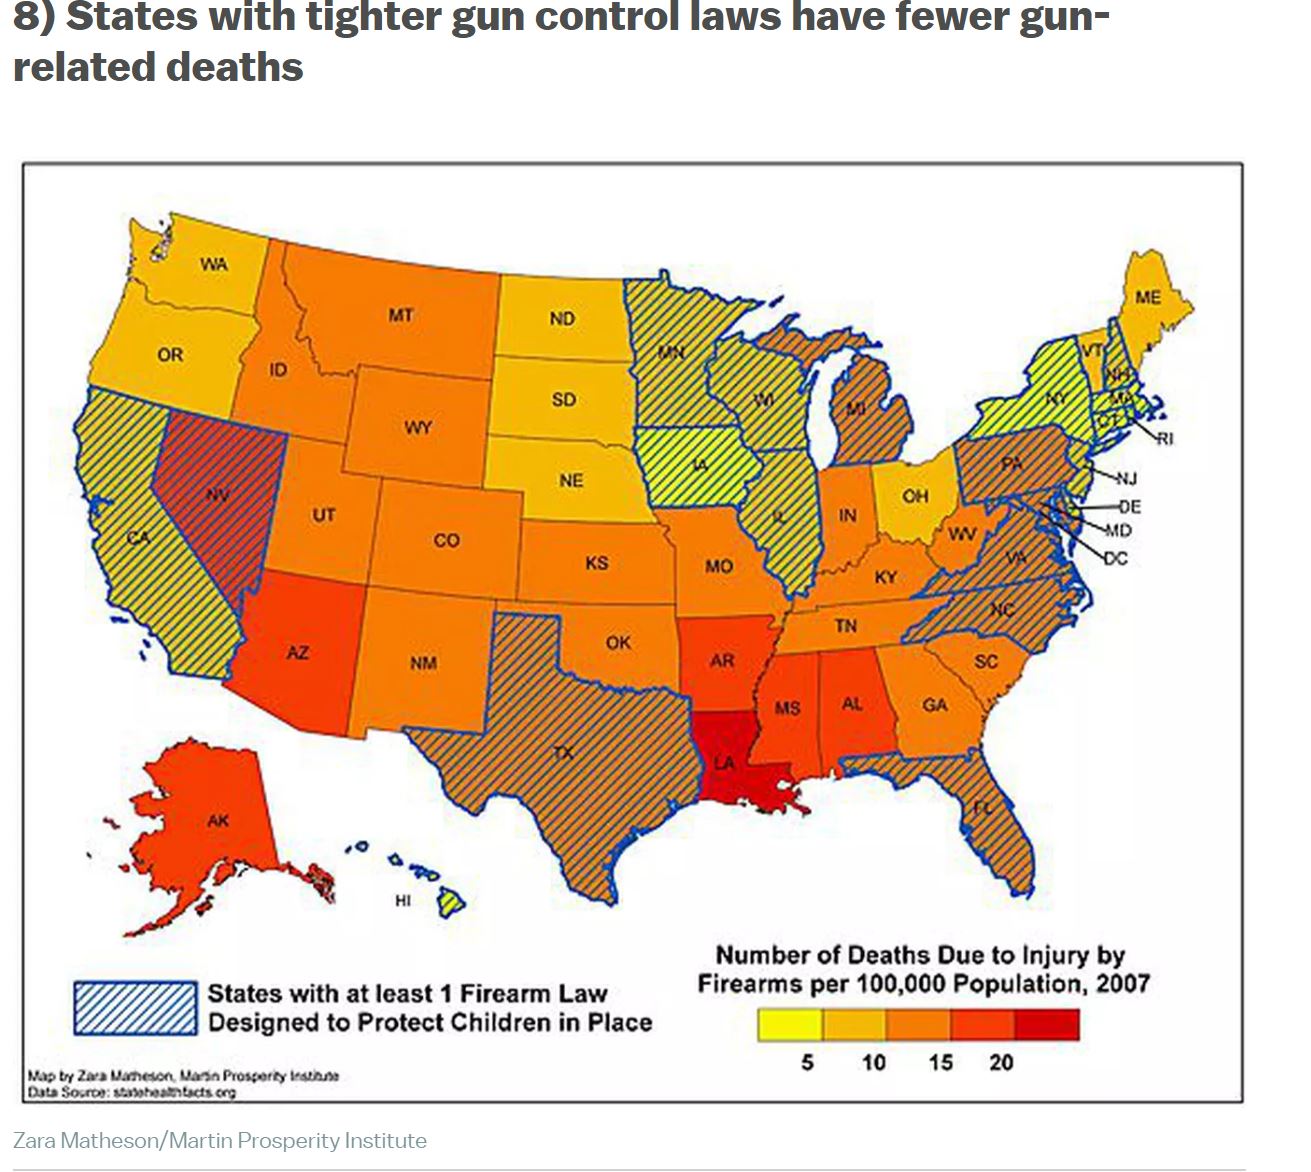 8) States with tighter gun control laws have fewer gun-
related deaths
WA
MT
ND
MN
ME
OR
ID
SD
WI
MI
VT
NH
NY
MA
CT
RI
WY
NE
IA
PA
NJ
NV
UT
CO
IL
IN
OH
DE
MD
DC
CA
KS
MO
WV
VA
KY
NC
TN
AZ
NM
OK
AR
SC
MS
AL
GA
TX
LA
FL
AK
HI
Number of Deaths Due to Injury by
Firearms per 100,000 Population, 2007
5 10 15 20
States with at least 1 Firearm Law
Designed to Protect Children in Place
Map by Zara Matheson, Martin Prosperity Institute
Data Source: statehealthfacts.org
Zara Matheson/Martin Prosperity Institute